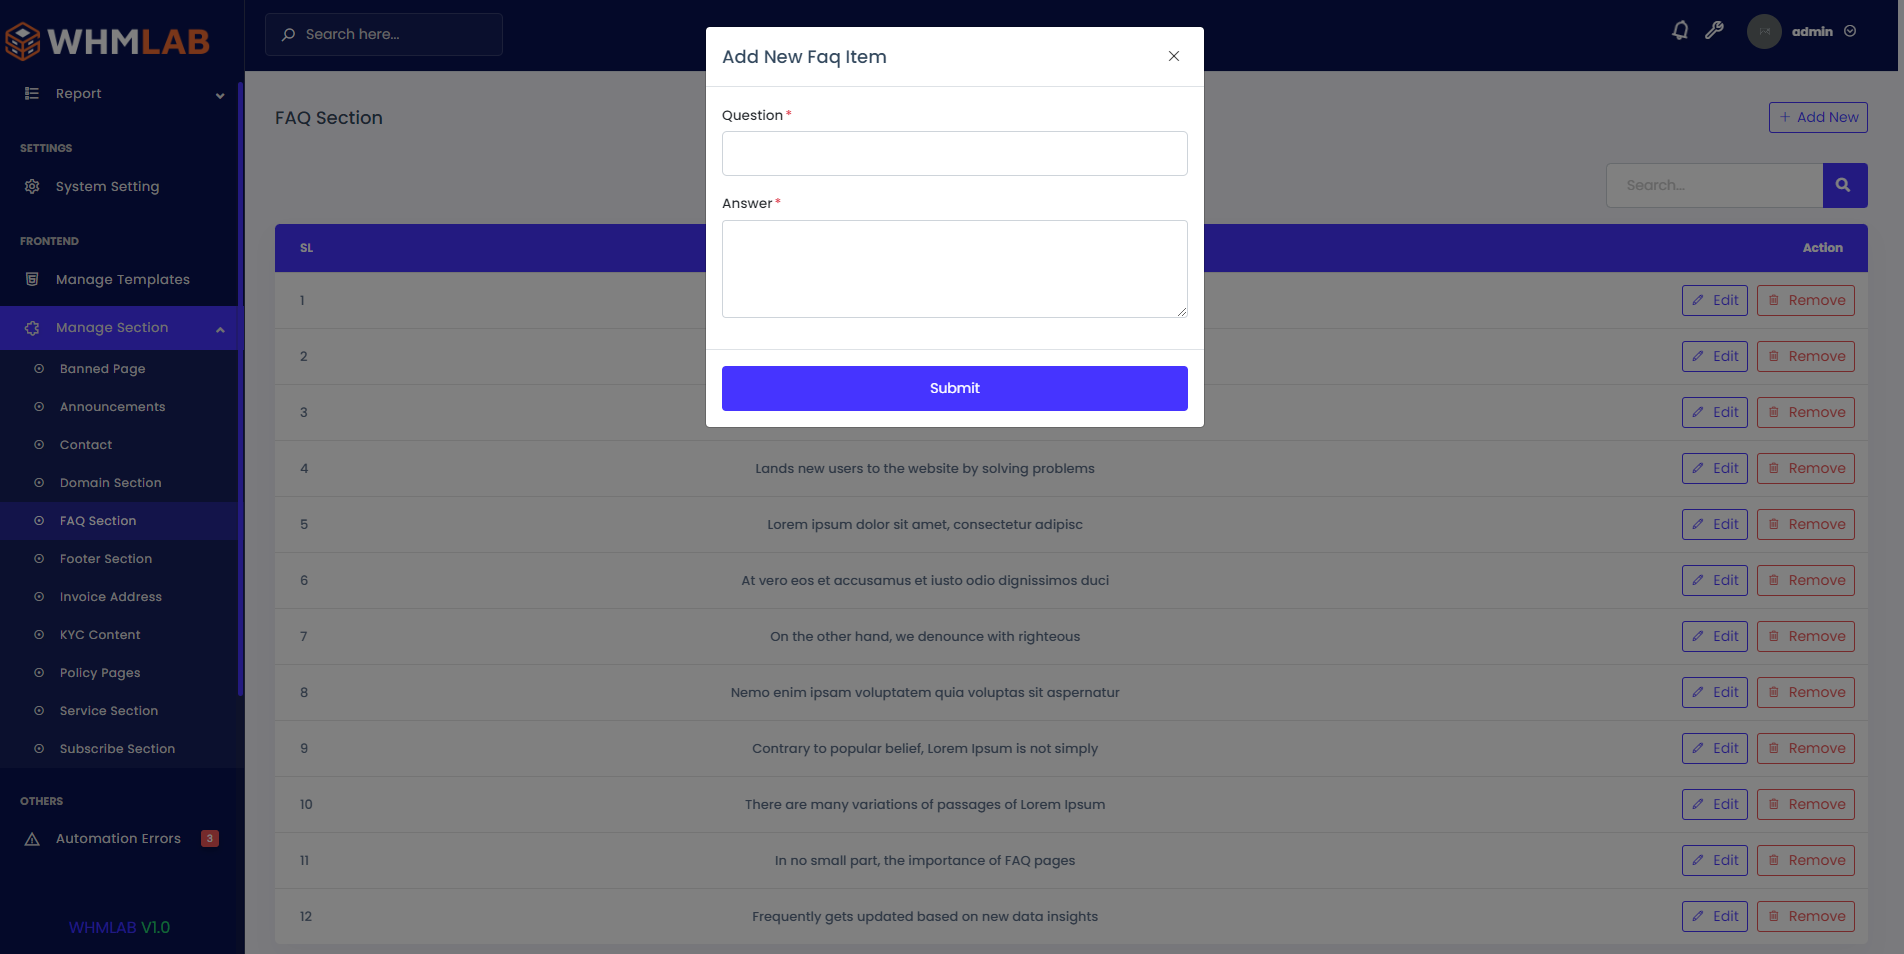 WHMLAB
Search here...
admin
Report
SETTINGS
System Setting
FRONTEND
Manage Templates
Manage Section
Banned Page
Announcements
Contact
Domain Section
FAQ Section
Footer Section
Invoice Address
KYC Content
Policy Pages
Service Section
Subscribe Section
OTHERS
Automation Errors 3
WHMLAB V1.0
Add New Faq Item
Question *
Answer *
Submit
FAQ Section
Add New
Search...
SL Action
1 Edit Remove
2 Edit Remove
3 Edit Remove
4 Lands new users to the website by solving problems Edit Remove
5 Lorem ipsum dolor sit amet, consectetur adipisc Edit Remove
6 At vero eos et accusamus et iusto odio dignissimos duci Edit Remove
7 On the other hand, we denounce with righteous Edit Remove
8 Nemo enim ipsam voluptatem quia voluptas sit aspernatur Edit Remove
9 Contrary to popular belief, Lorem Ipsum is not simply Edit Remove
10 There are many variations of passages of Lorem Ipsum Edit Remove
11 In no small part, the importance of FAQ pages Edit Remove
12 Frequently gets updated based on new data insights Edit Remove